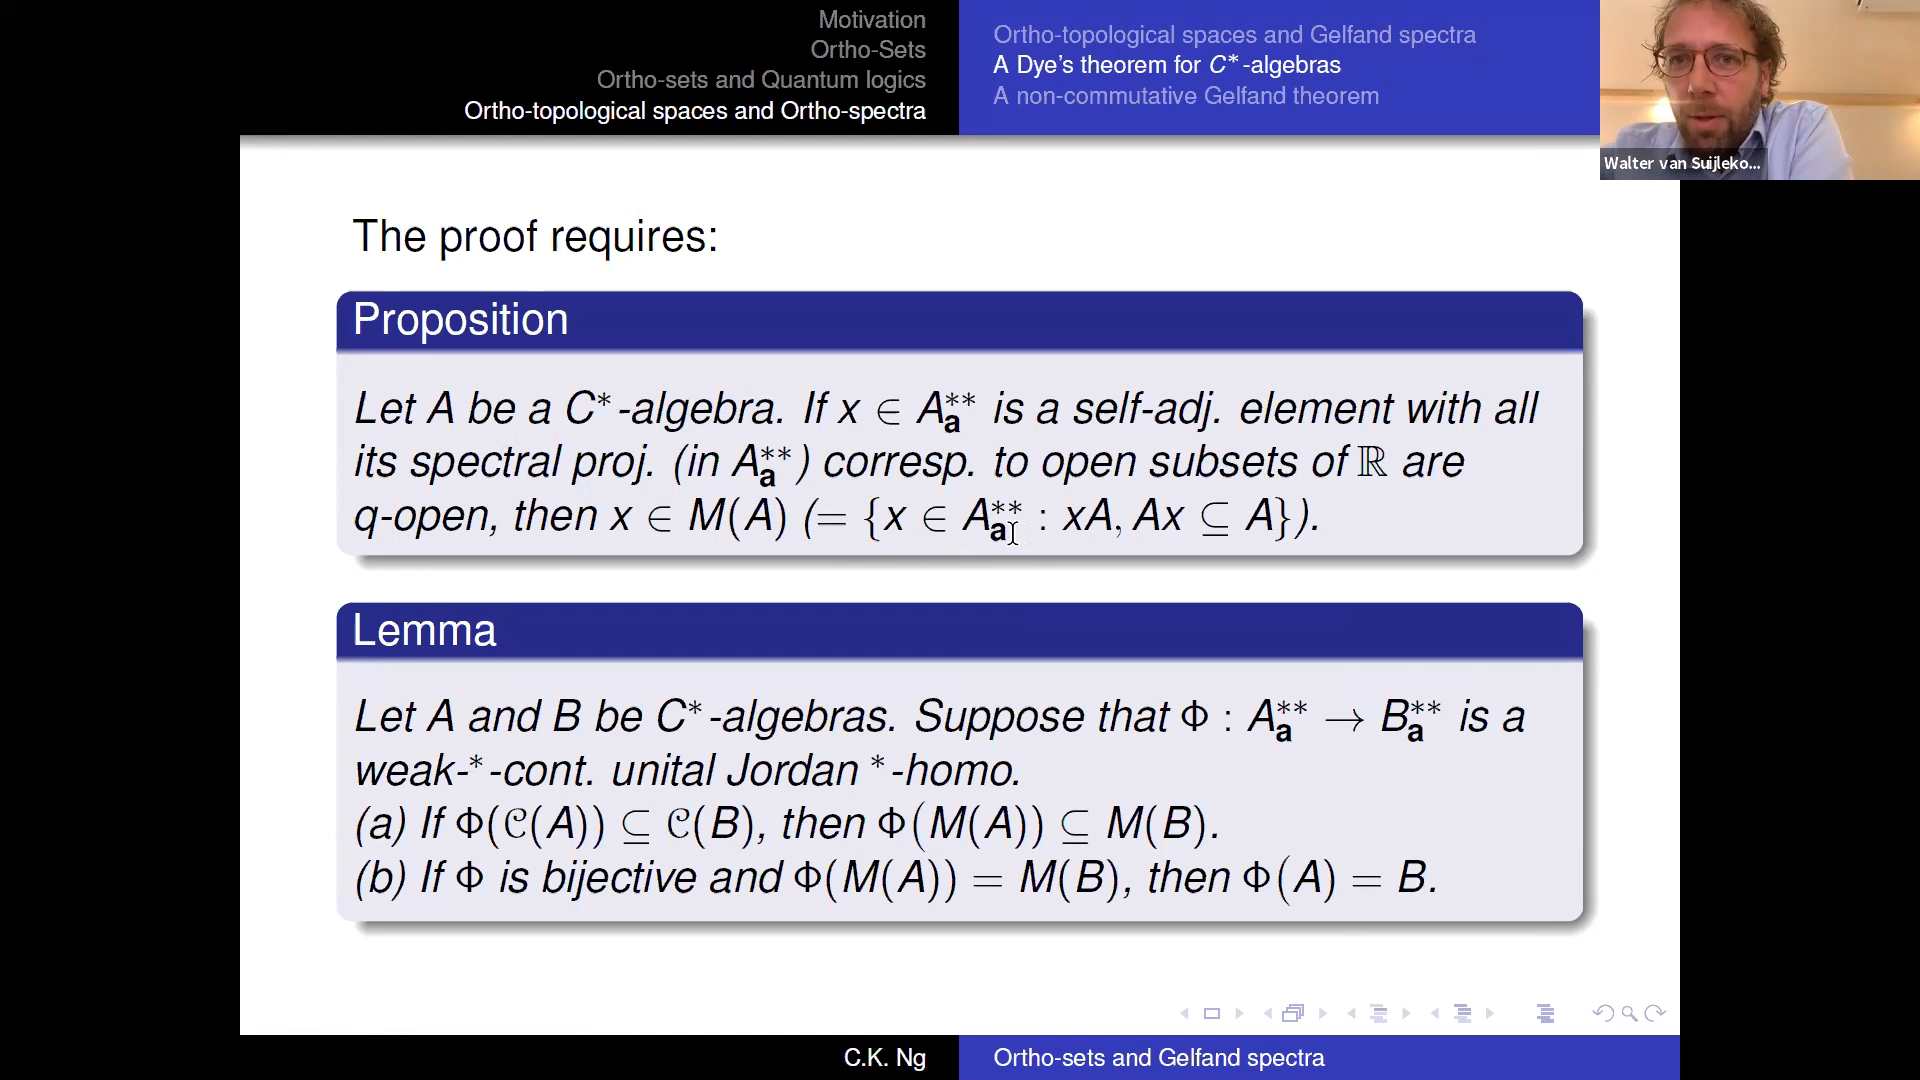 Motivation
Ortho-Sets
Ortho-sets and Quantum logics
Ortho-topological spaces and Ortho-spectra
Ortho-topological spaces and Gelfand spectra
A Dye's theorem for C*-algebras
A non-commutative Gelfand theorem
Walter van Suijleko...
The proof requires:
Proposition
Let A be a C*-algebra. If x ∈ A**ₐ is a self-adj. element with all
its spectral proj. (in A**ₐ) corresp. to open subsets of ℝ are
q-open, then x ∈ M(A) (= {x ∈ A**ₐ : xA, Ax ⊆ A}).
Lemma
Let A and B be C*-algebras. Suppose that Φ : A**ₐ → B**ₐ is a
weak-*-cont. unital Jordan *-homo.
(a) If Φ(𝒞(A)) ⊆ 𝒞(B), then Φ(M(A)) ⊆ M(B).
(b) If Φ is bijective and Φ(M(A)) = M(B), then Φ(A) = B.
C.K. Ng
Ortho-sets and Gelfand spectra